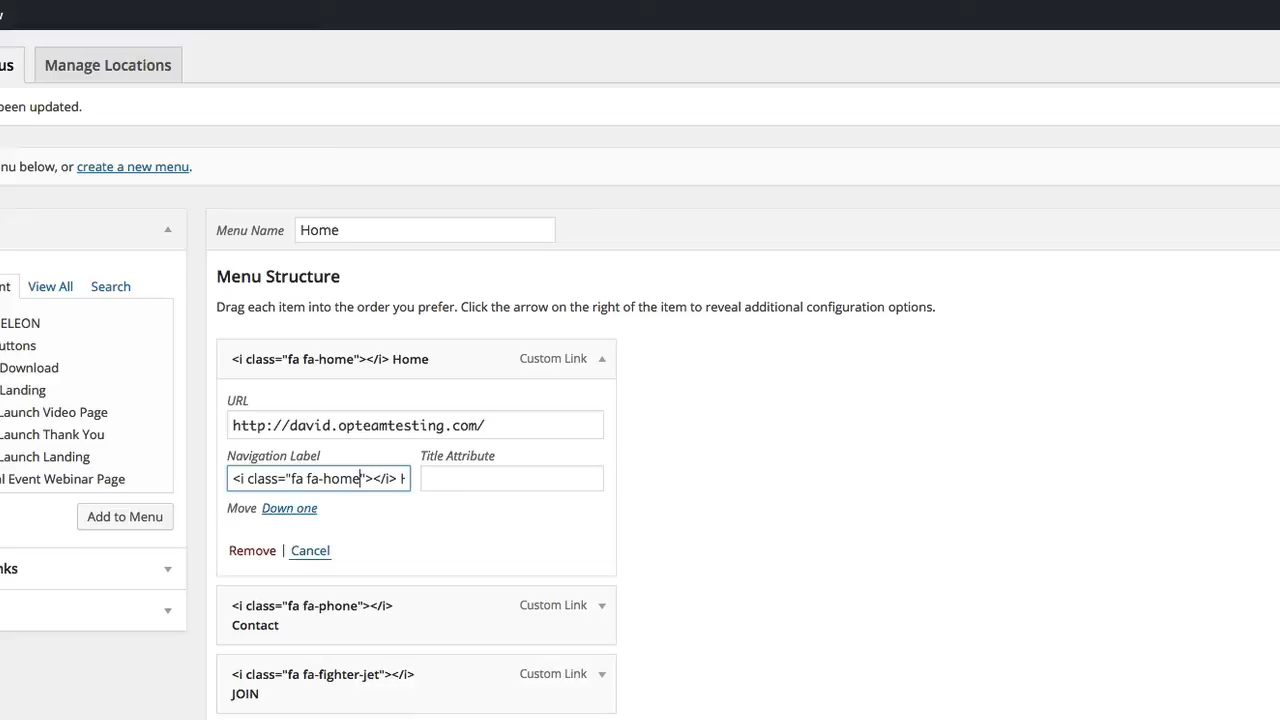 us
Manage Locations
been updated.
nu below, or create a new menu.
Menu Name Home
nt View All Search
Menu Structure
Drag each item into the order you prefer. Click the arrow on the right of the item to reveal additional configuration options.
ELEON
uttons
Download
Landing
Launch Video Page
Launch Thank You
Launch Landing
l Event Webinar Page
Add to Menu
nks
<i class="fa fa-home"></i> Home Custom Link
URL
http://david.opteamtesting.com/
Navigation Label Title Attribute
<i class="fa fa-home"></i> H
Move Down one
Remove | Cancel
<i class="fa fa-phone"></i> Custom Link
Contact
<i class="fa fa-fighter-jet"></i> Custom Link
JOIN